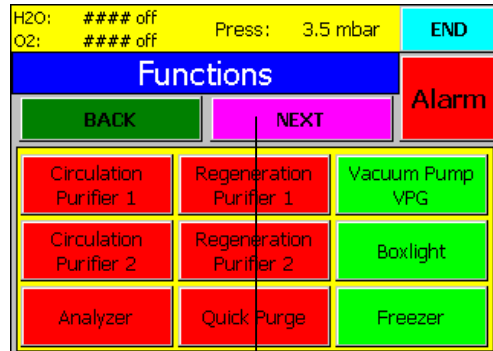 H2O: #### off
O2: #### off
Press: 3.5 mbar
END
Functions
Alarm
BACK
NEXT
Circulation
Purifier 1
Regeneration
Purifier 1
Vacuum Pump
VPG
Circulation
Purifier 2
Regeneration
Purifier 2
Boxlight
Analyzer
Quick Purge
Freezer